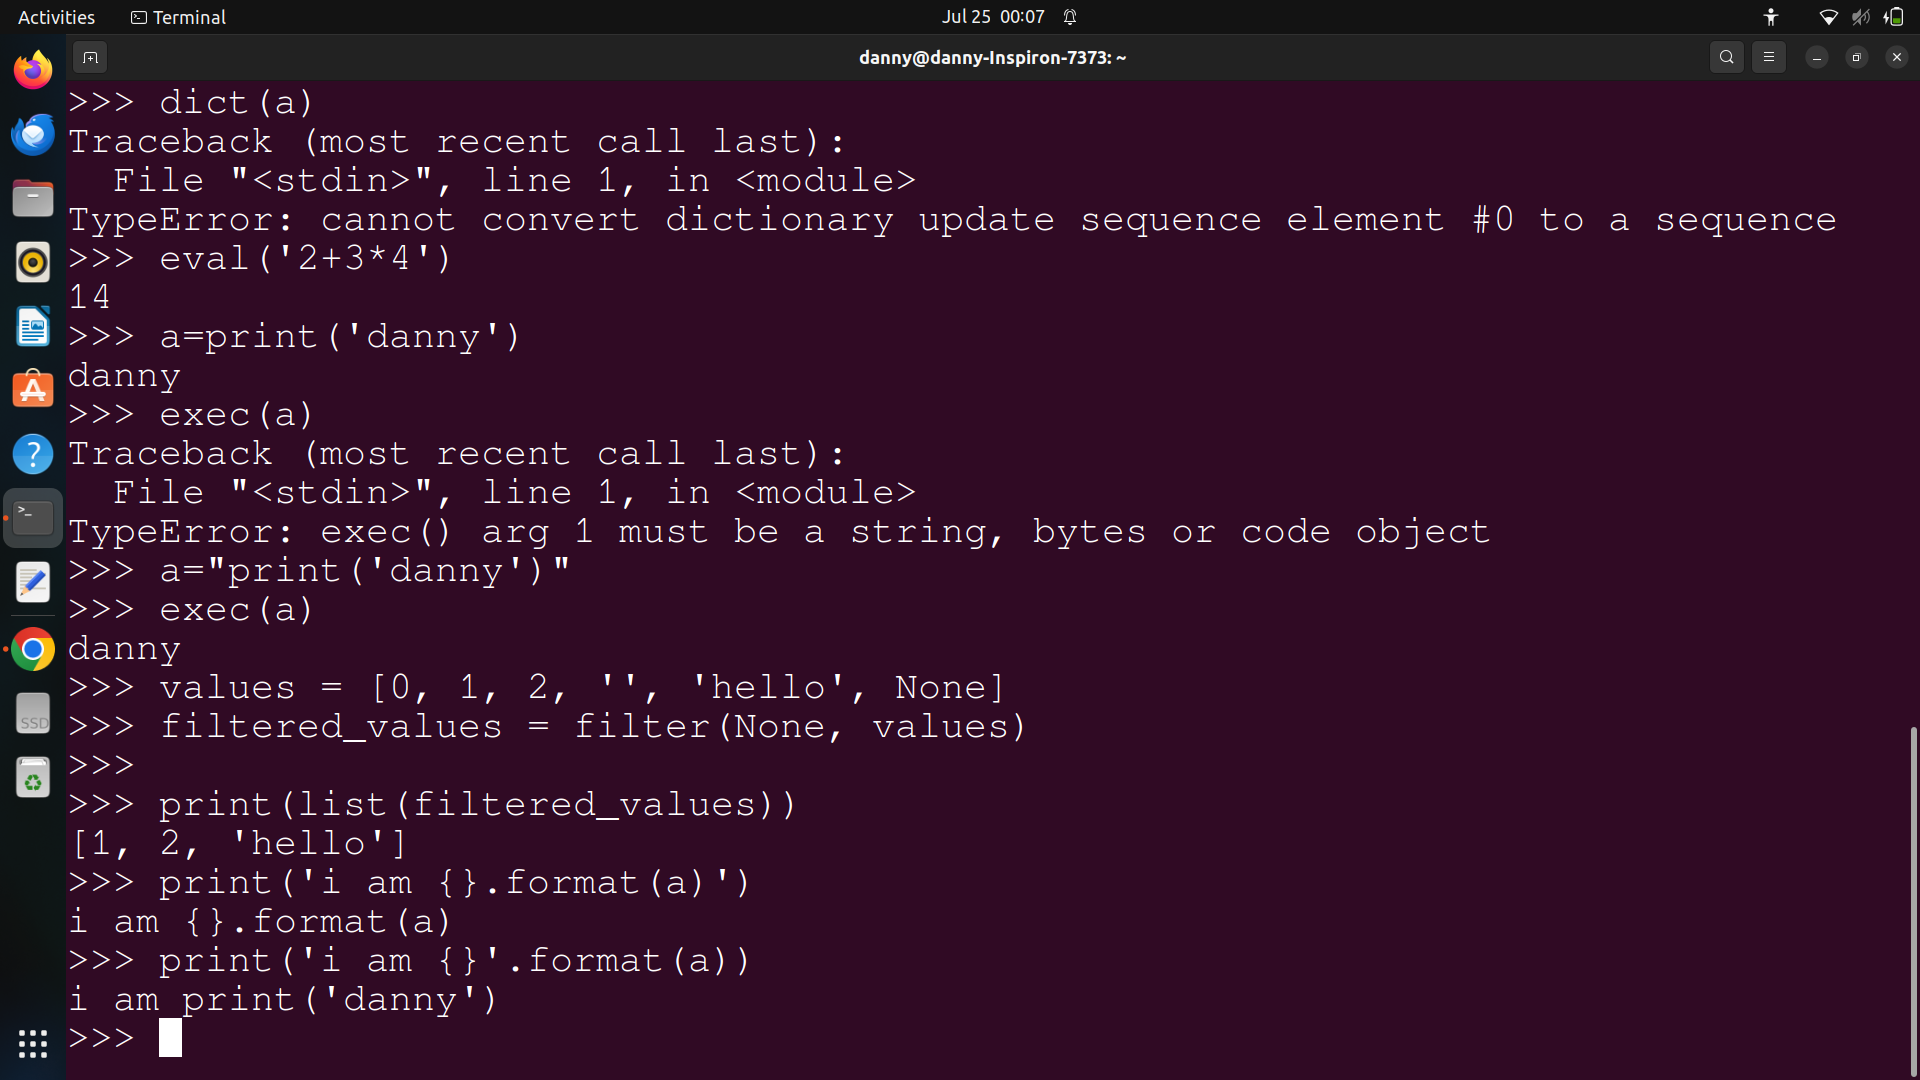 Activities Terminal Jul 25 00:07
danny@danny-Inspiron-7373: ~
>>> dict(a)
Traceback (most recent call last):
  File "<stdin>", line 1, in <module>
TypeError: cannot convert dictionary update sequence element #0 to a sequence
>>> eval('2+3*4')
14
>>> a=print('danny')
danny
>>> exec(a)
Traceback (most recent call last):
  File "<stdin>", line 1, in <module>
TypeError: exec() arg 1 must be a string, bytes or code object
>>> a="print('danny')"
>>> exec(a)
danny
>>> values = [0, 1, 2, '', 'hello', None]
>>> filtered_values = filter(None, values)
>>>
>>> print(list(filtered_values))
[1, 2, 'hello']
>>> print('i am {}.format(a)')
i am {}.format(a)
>>> print('i am {}'.format(a))
i am print('danny')
>>>
SSD